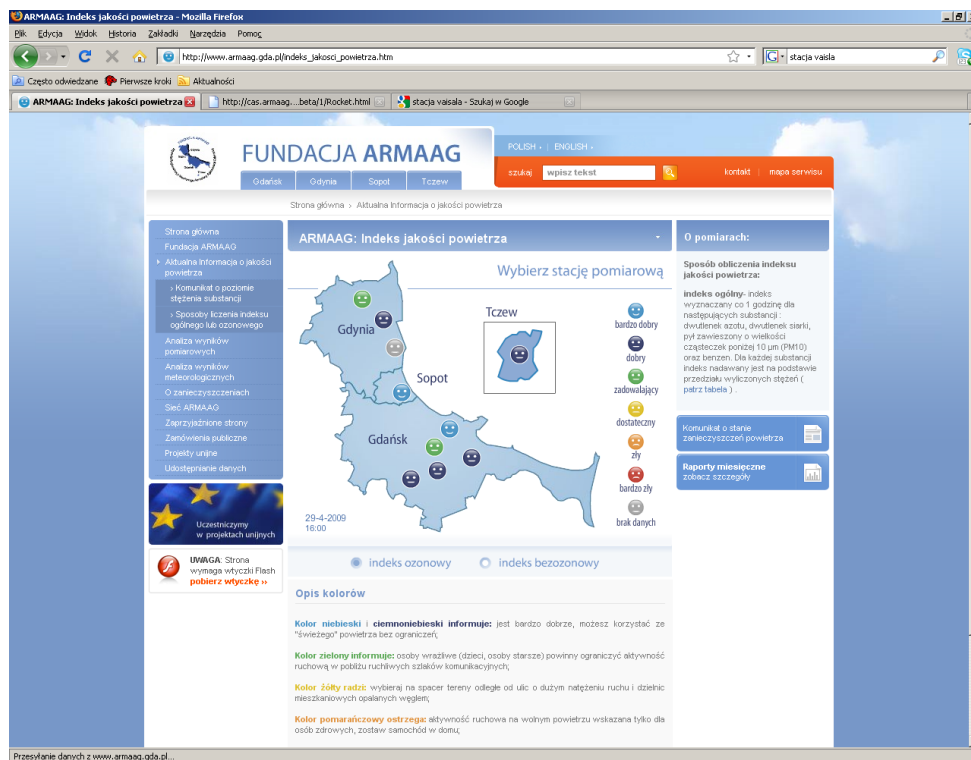 ARMAAG: Indeks jakości powietrza - Mozilla Firefox
Plik Edycja Widok Historia Zakładki Narzędzia Pomoc
http://www.armaag.gda.pl/indeks_jakosci_powietrza.htm
stacja vaisla
Często odwiedzane Pierwsze kroki Aktualności
ARMAAG: Indeks jakości powietrza http://cas.armaag....beta/1/Rocket.html stacja vaisala - Szukaj w Google
FUNDACJA ARMAAG
POLISH ENGLISH
szukaj wpisz tekst kontakt | mapa serwisu
Gdańsk Gdynia Sopot Tczew
Strona główna > Aktualna Informacja o jakości powietrza
Strona główna
Fundacja ARMAAG
Aktualna Informacja o jakości
powietrza
> Komunikat o poziomie
stężenia substancji
> Sposoby liczenia indeksu
ogólnego lub ozonowego
Analiza wyników
pomiarowych
Analiza wyników
meteorologicznych
O zanieczyszczeniach
Sieć ARMAAG
Zaprzyjaźnione strony
Zamówienia publiczne
Projekty unijne
Udostępnianie danych
Uczestniczymy
w projektach unijnych
UWAGA: Strona
wymaga wtyczki Flash
pobierz wtyczkę ››
ARMAAG: Indeks jakości powietrza
Wybierz stację pomiarową
Gdynia
Sopot
Gdańsk
Tczew
bardzo dobry
dobry
zadowalający
dostateczny
zły
bardzo zły
brak danych
29-4-2009
16:00
indeks ozonowy indeks bezozonowy
Opis kolorów
Kolor niebieski i ciemnoniebieski informuje: jest bardzo dobrze, możesz korzystać ze
"świeżego" powietrza bez ograniczeń;
Kolor zielony informuje: osoby wrażliwe (dzieci, osoby starsze) powinny ograniczyć aktywność
ruchową w pobliżu ruchliwych szlaków komunikacyjnych;
Kolor żółty radzi: wybieraj na spacer tereny odległe od ulic o dużym natężeniu ruchu i dzielnic
mieszkaniowych opalanych węglem;
Kolor pomarańczowy ostrzega: aktywność ruchowa na wolnym powietrzu wskazana tylko dla
osób zdrowych, zostaw samochód w domu;
O pomiarach:
Sposób obliczenia indeksu
jakości powietrza:
indeks ogólny- indeks
wyznaczany co 1 godzinę dla
następujących substancji :
dwutlenek azotu, dwutlenek siarki,
pył zawieszony o wielkości
cząsteczek poniżej 10 µm (PM10)
oraz benzen. Dla każdej substancji
indeks nadawany jest na podstawie
przedziału wyliczonych stężeń (
patrz tabela ) .
Komunikat o stanie
zanieczyszczeń powietrza
Raporty miesięczne
zobacz szczegóły
Przesyłanie danych z www.armaag.gda.pl...